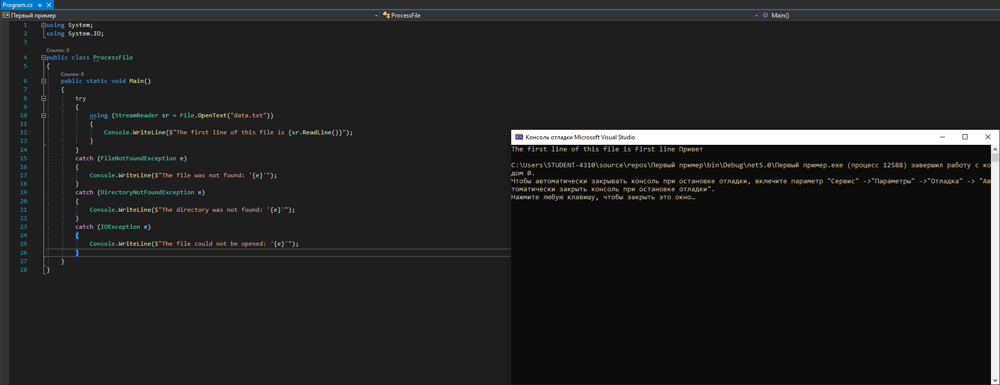 Program.cs
C# Первый пример
ProcessFile
Main()
1 using System;
2 using System.IO;
3
Ссылок: 0
4 public class ProcessFile
5 {
Ссылок: 0
6 public static void Main()
7 {
8 try
9 {
10 using (StreamReader sr = File.OpenText("data.txt"))
11 {
12 Console.WriteLine($"The first line of this file is {sr.ReadLine()}");
13 }
14 }
15 catch (FileNotFoundException e)
16 {
17 Console.WriteLine($"The file was not found: '{e}'");
18 }
19 catch (DirectoryNotFoundException e)
20 {
21 Console.WriteLine($"The directory was not found: '{e}'");
22 }
23 catch (IOException e)
24 {
25 Console.WriteLine($"The file could not be opened: '{e}'");
26 }
27 }
28 }
C:\ Консоль отладки Microsoft Visual Studio
The first line of this file is First line Привет
C:\Users\STUDENT-4310\source\repos\Первый пример\bin\Debug\net5.0\Первый пример.exe (процесс 12588) завершил работу с ко
дом 0.
Чтобы автоматически закрывать консоль при остановке отладки, включите параметр "Сервис" ->"Параметры" ->"Отладка" -> "Ав
томатически закрыть консоль при остановке отладки".
Нажмите любую клавишу, чтобы закрыть это окно…